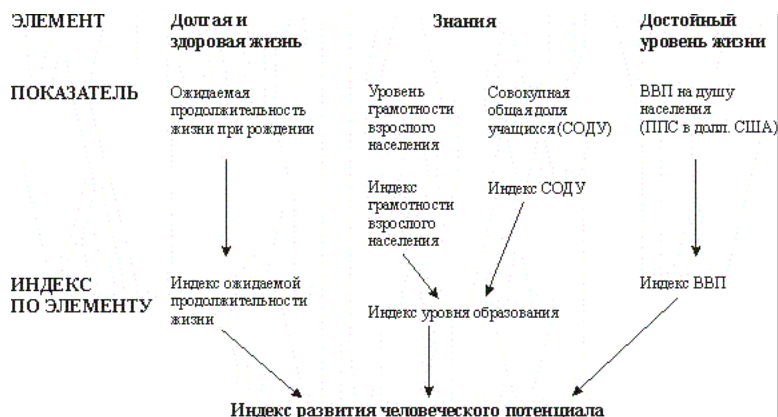 ЭЛЕМЕНТ
Долгая и
здоровая жизнь
Знания
Достойный
уровень жизни
ПОКАЗАТЕЛЬ
Ожидаемая
продолжительность
жизни при рождении
Уровень
грамотности
взрослого
населения
Совокупная
общая доля
учащихся (СОДУ)
ВВП на душу
населения
(ППС в долл. США)
Индекс
грамотности
взрослого
населения
Индекс СОДУ
ИНДЕКС
ПО ЭЛЕМЕНТУ
Индекс ожидаемой
продолжительности
жизни
Индекс уровня образования
Индекс ВВП
Индекс развития человеческого потенциала